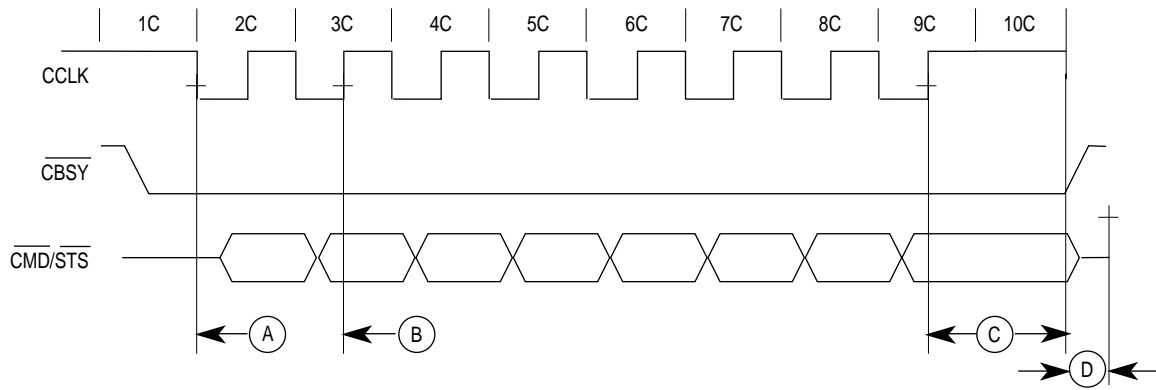 1C 2C 3C 4C 5C 6C 7C 8C 9C 10C
CCLK
CBSY
CMD/STS
A B C
D